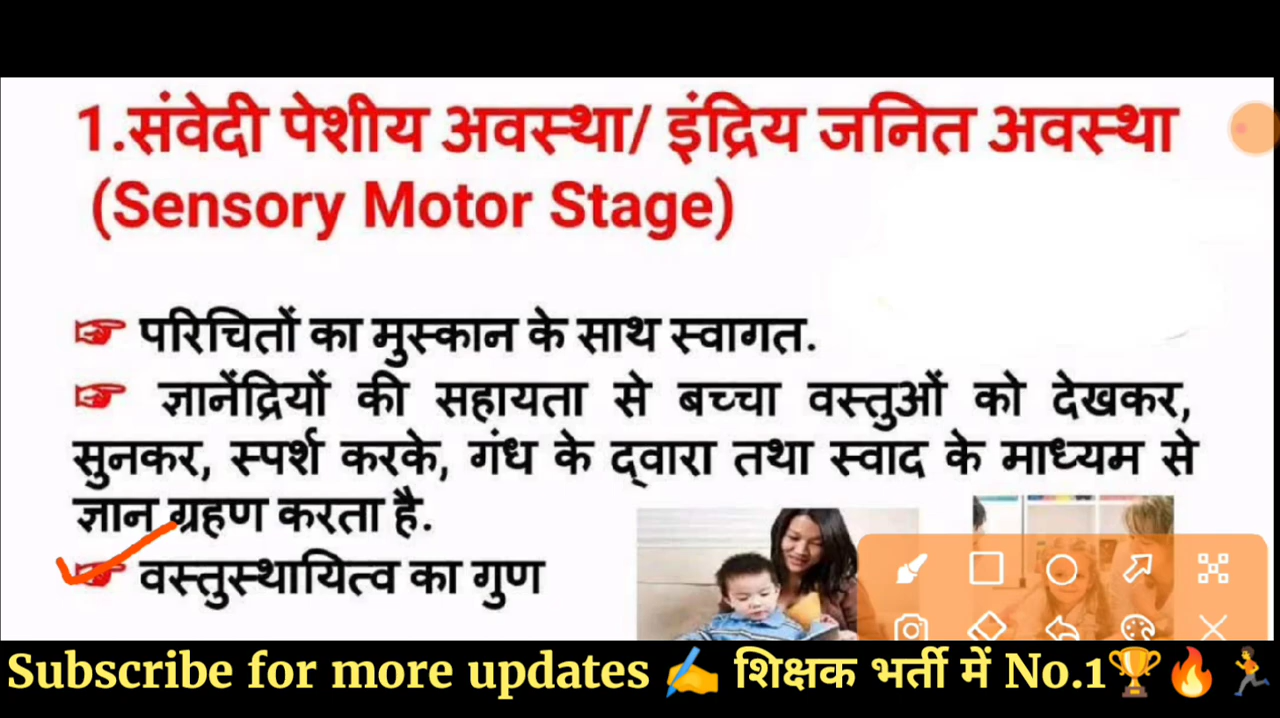 1.संवेदी पेशीय अवस्था/ इंद्रिय जनित अवस्था
(Sensory Motor Stage)
☞ परिचितों का मुस्कान के साथ स्वागत.
☞ ज्ञानेंद्रियों की सहायता से बच्चा वस्तुओं को देखकर,
सुनकर, स्पर्श करके, गंध के द्वारा तथा स्वाद के माध्यम से
ज्ञान ग्रहण करता है.
☞ वस्तुस्थायित्व का गुण
Subscribe for more updates ✍️ शिक्षक भर्ती में No.1🏆🔥🏃